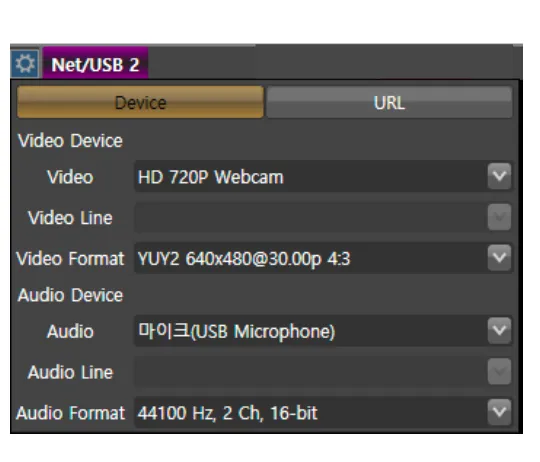 Net/USB 2
Device URL
Video Device
Video HD 720P Webcam
Video Line
Video Format YUY2 640x480@30.00p 4:3
Audio Device
Audio 마이크(USB Microphone)
Audio Line
Audio Format 44100 Hz, 2 Ch, 16-bit